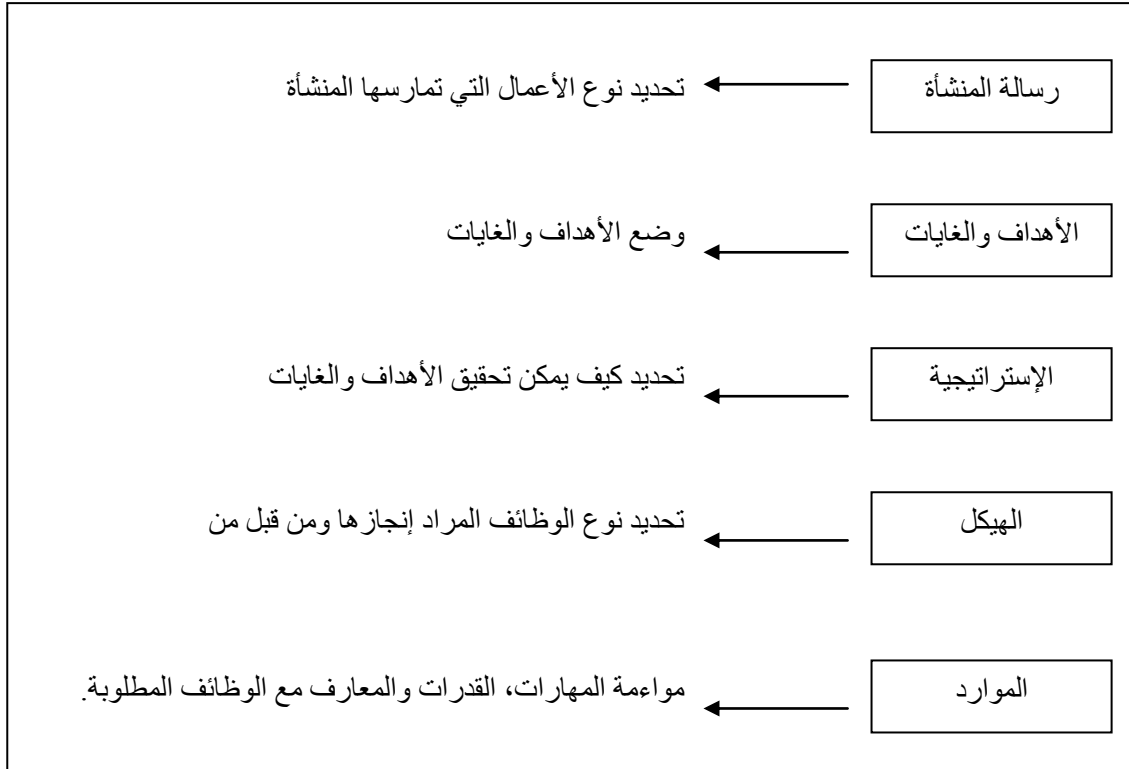 رسالة المنشأة
تحديد نوع الأعمال التي تمارسها المنشأة
الأهداف والغايات
وضع الأهداف والغايات
الإستراتيجية
تحديد كيف يمكن تحقيق الأهداف والغايات
الهيكل
تحديد نوع الوظائف المراد إنجازها ومن قبل من
الموارد
مواءمة المهارات، القدرات والمعارف مع الوظائف المطلوبة.